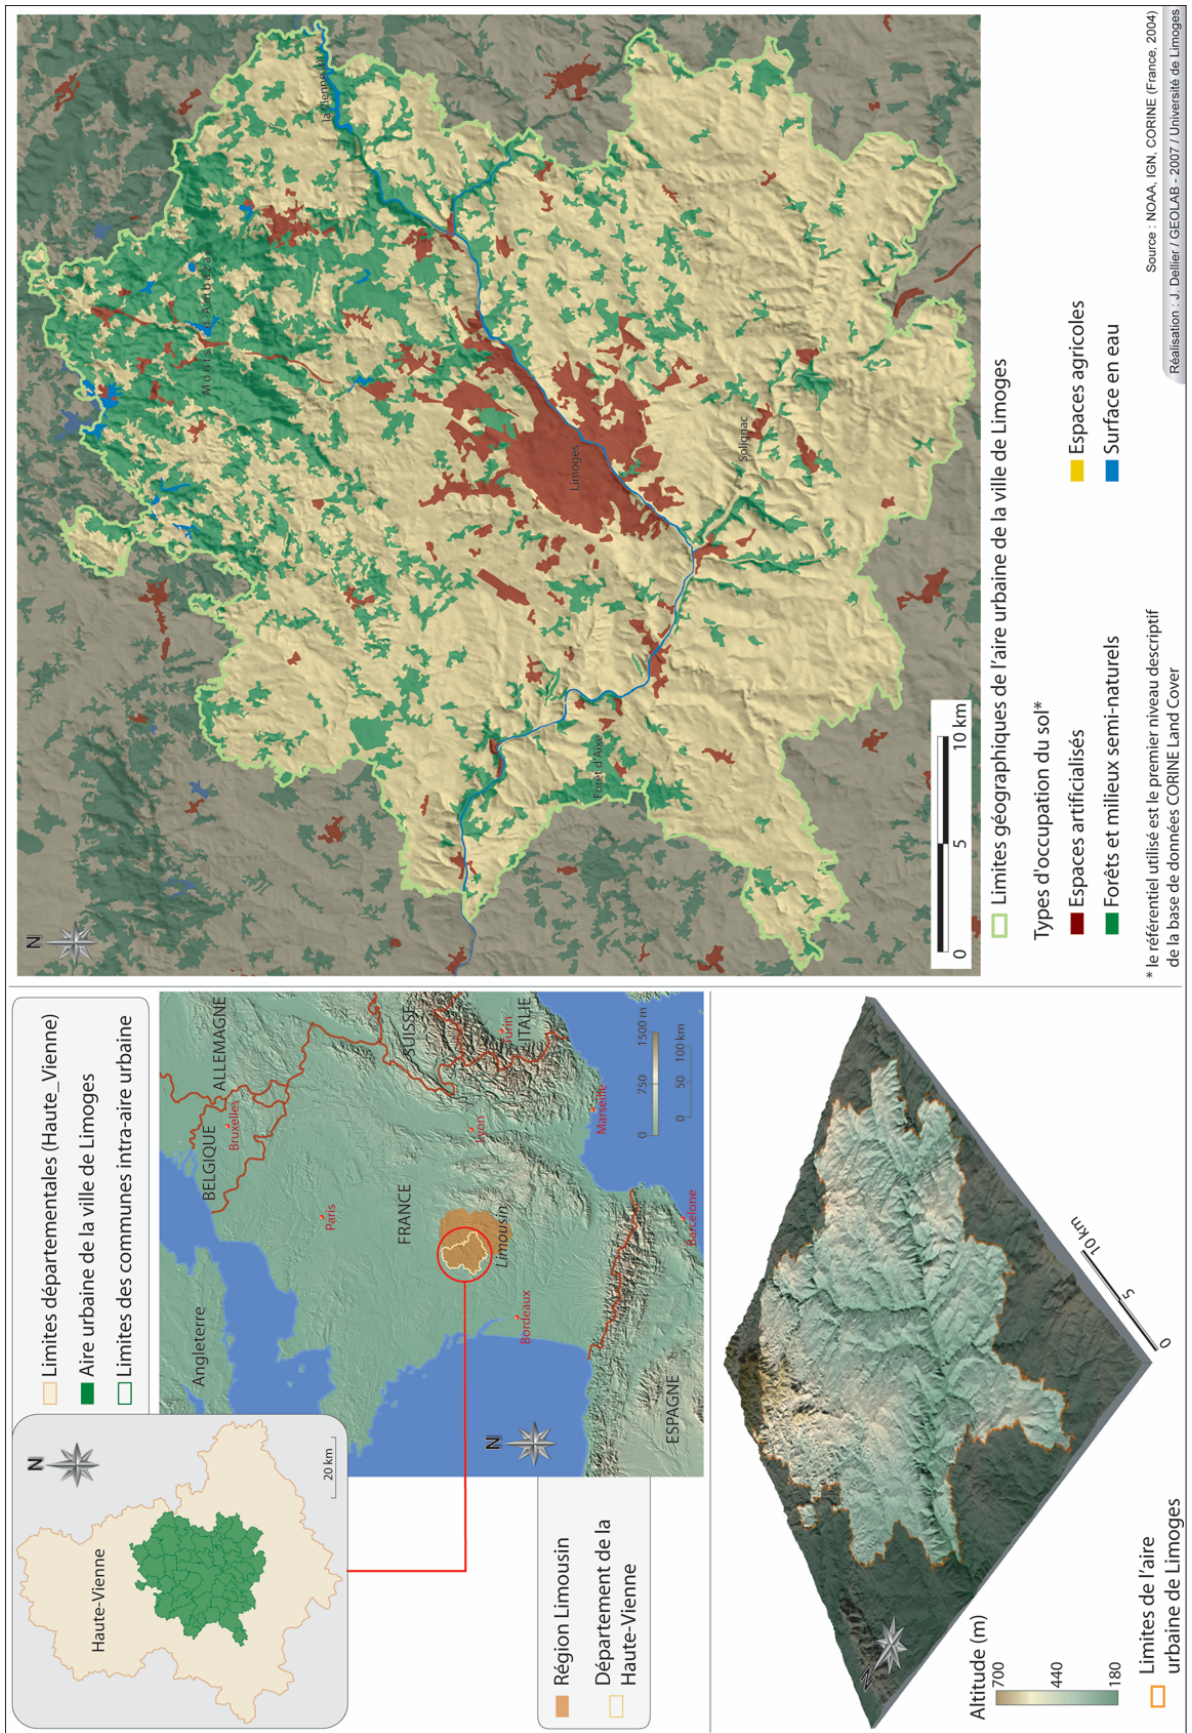 Haute-Vienne
N
20 km
Limites départementales (Haute_Vienne)
Aire urbaine de la ville de Limoges
Limites des communes intra-aire urbaine
Angleterre
BELGIQUE
Bruxelles
ALLEMAGNE
Paris
FRANCE
SUISSE
Lyon
Turin
ITALIE
Limousin
Bordeaux
Marseille
ESPAGNE
Barcelone
N
0 750 1500 m
0 50 100 km
Région Limousin
Département de la
Haute-Vienne
N
Altitude (m)
700
440
180
Limites de l'aire
urbaine de Limoges
0 5 10 km
N
la Vienne
Monts d'Ambazac
Limoges
Solignac
Forêt d'Aixe
0 5 10 km
Limites géographiques de l'aire urbaine de la ville de Limoges
Types d'occupation du sol*
Espaces artificialisés
Espaces agricoles
Forêts et milieux semi-naturels
Surface en eau
* le référentiel utilisé est le premier niveau descriptif
de la base de données CORINE Land Cover
Source : NOAA, IGN, CORINE (France, 2004)
Réalisation : J. Dellier / GEOLAB - 2007 / Université de Limoges